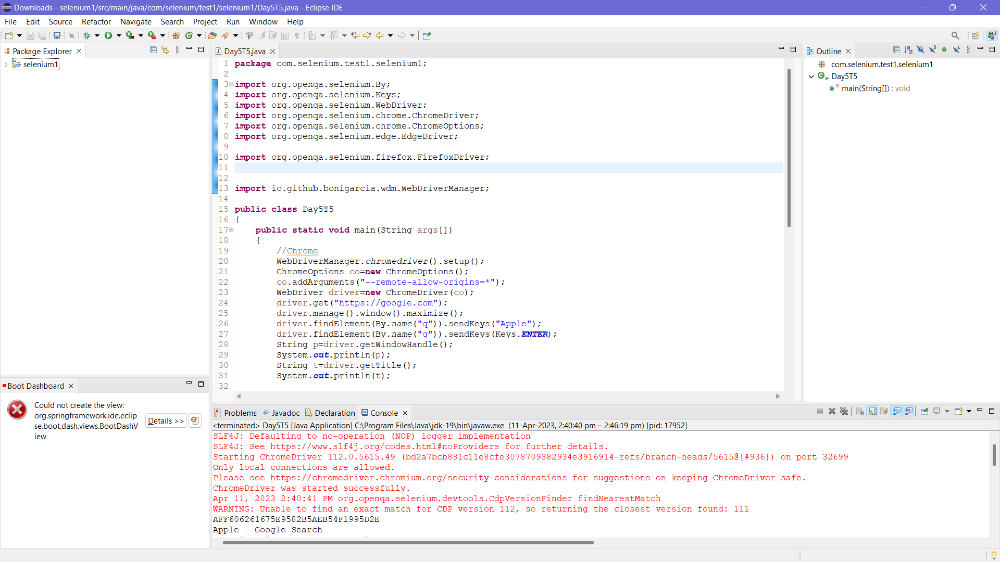 Downloads - selenium1/src/main/java/com/selenium/test1/selenium1/Day5T5.java - Eclipse IDE
File Edit Source Refactor Navigate Search Project Run Window Help
Package Explorer
selenium1
Day5T5.java
1 package com.selenium.test1.selenium1;
2
3 import org.openqa.selenium.By;
4 import org.openqa.selenium.Keys;
5 import org.openqa.selenium.WebDriver;
6 import org.openqa.selenium.chrome.ChromeDriver;
7 import org.openqa.selenium.chrome.ChromeOptions;
8 import org.openqa.selenium.edge.EdgeDriver;
9
10 import org.openqa.selenium.firefox.FirefoxDriver;
11
12
13 import io.github.bonigarcia.wdm.WebDriverManager;
14
15 public class Day5T5
16 {
17 public static void main(String args[])
18 {
19 //Chrome
20 WebDriverManager.chromedriver().setup();
21 ChromeOptions co=new ChromeOptions();
22 co.addArguments("--remote-allow-origins=*");
23 WebDriver driver=new ChromeDriver(co);
24 driver.get("https://google.com");
25 driver.manage().window().maximize();
26 driver.findElement(By.name("q")).sendKeys("Apple");
27 driver.findElement(By.name("q")).sendKeys(Keys.ENTER);
28 String p=driver.getWindowHandle();
29 System.out.println(p);
30 String t=driver.getTitle();
31 System.out.println(t);
32
Outline
com.selenium.test1.selenium1
Day5T5
main(String[]) : void
Boot Dashboard
Could not create the view:
org.springframework.ide.eclip
se.boot.dash.views.BootDashV
iew
Details >>
Problems Javadoc Declaration Console
<terminated> Day5T5 [Java Application] C:\Program Files\Java\jdk-19\bin\javaw.exe (11-Apr-2023, 2:40:40 pm – 2:46:19 pm) [pid: 17952]
SLF4J: Defaulting to no-operation (NOP) logger implementation
SLF4J: See https://www.slf4j.org/codes.html#noProviders for further details.
Starting ChromeDriver 112.0.5615.49 (bd2a7bcb881c11e8cfe3078709382934e3916914-refs/branch-heads/5615@{#936}) on port 32699
Only local connections are allowed.
Please see https://chromedriver.chromium.org/security-considerations for suggestions on keeping ChromeDriver safe.
ChromeDriver was started successfully.
Apr 11, 2023 2:40:41 PM org.openqa.selenium.devtools.CdpVersionFinder findNearestMatch
WARNING: Unable to find an exact match for CDP version 112, so returning the closest version found: 111
AFF606261675E9582B5AEB54F1995D2E
Apple - Google Search